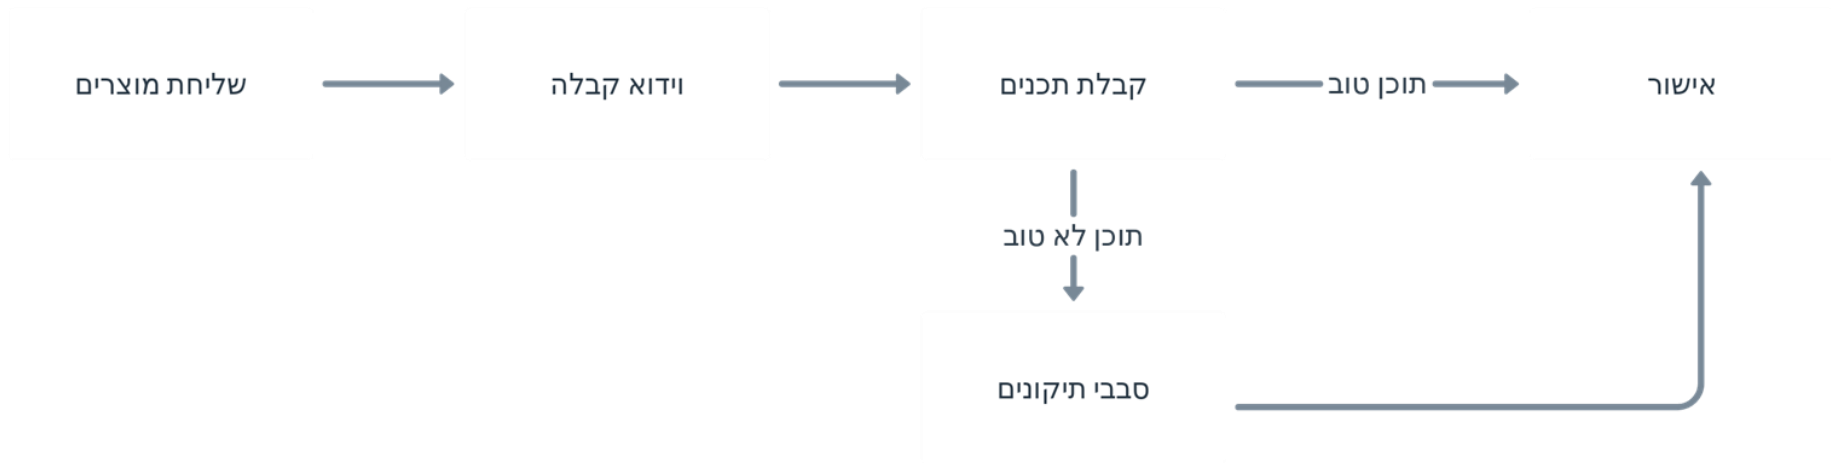 שליחת מוצרים
וידוא קבלה
קבלת תכנים
תוכן טוב
אישור
תוכן לא טוב
סבבי תיקונים